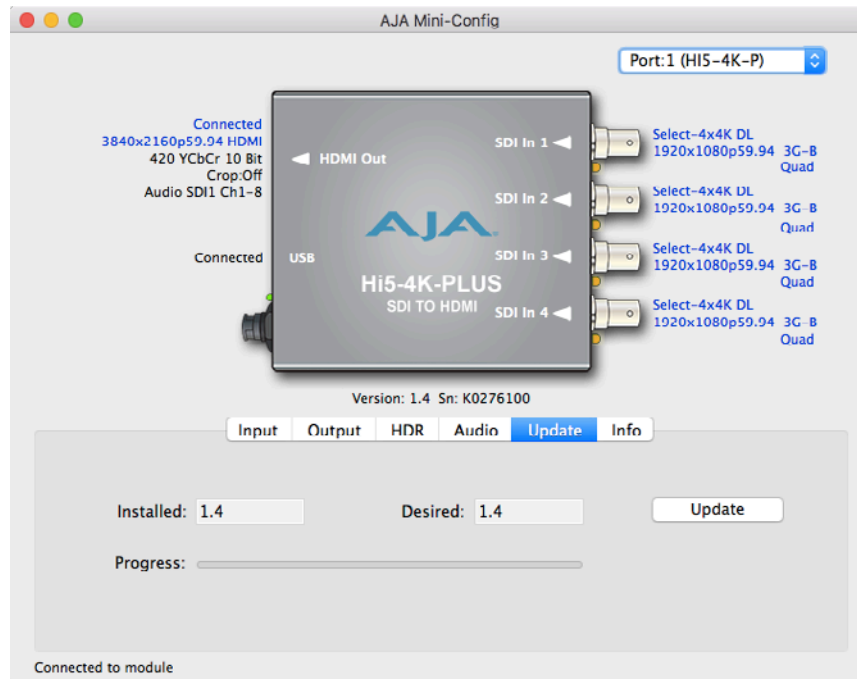 AJA Mini-Config
Port:1 (HI5-4K-P)
Connected
3840x2160p59.94 HDMI
420 YCbCr 10 Bit
Crop:Off
Audio SDI1 Ch1-8
Connected
HDMI Out
USB
SDI In 1
SDI In 2
SDI In 3
SDI In 4
AJA
Hi5-4K-PLUS
SDI TO HDMI
Select-4x4K DL
1920x1080p59.94 3G-B
Quad
Select-4x4K DL
1920x1080p59.94 3G-B
Quad
Select-4x4K DL
1920x1080p59.94 3G-B
Quad
Select-4x4K DL
1920x1080p59.94 3G-B
Quad
Version: 1.4 Sn: K0276100
Input Output HDR Audio Update Info
Installed: 1.4 Desired: 1.4 Update
Progress:
Connected to module